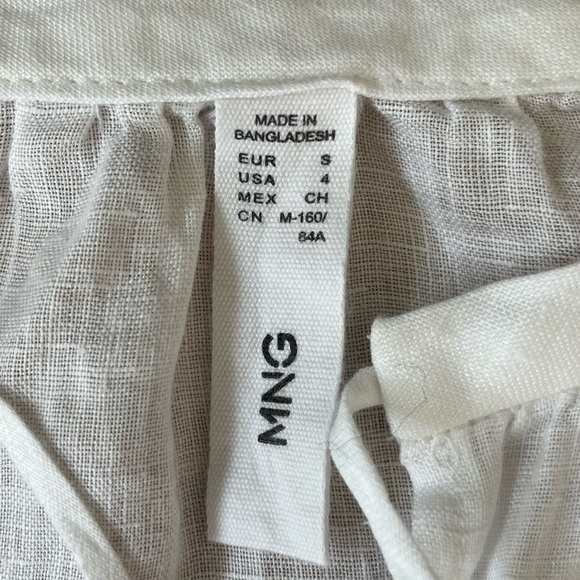 MADE IN
BANGLADESH
EUR S
USA 4
MEX CH
CN M-160/
84A
MNG